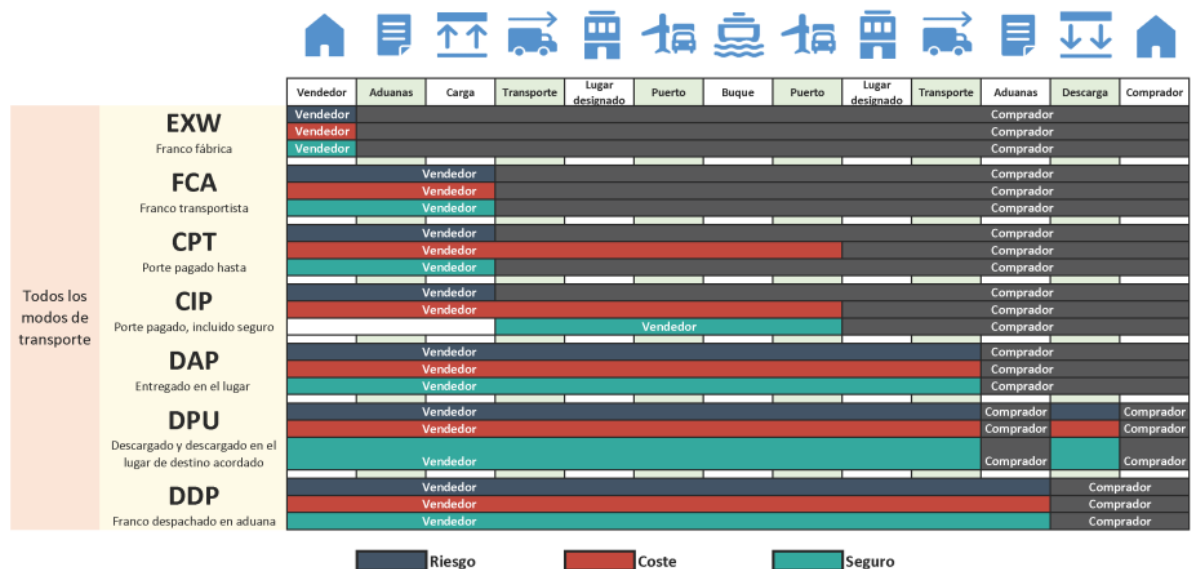 Vendedor Aduanas Carga Transporte Lugar designado Puerto Buque Puerto Lugar designado Transporte Aduanas Descarga Comprador
Todos los
modos de
transporte
EXW
Franco fábrica
Vendedor Comprador
Vendedor Comprador
Vendedor Comprador
FCA
Franco transportista
Vendedor Comprador
Vendedor Comprador
Vendedor Comprador
CPT
Porte pagado hasta
Vendedor Comprador
Vendedor Comprador
Vendedor Comprador
CIP
Porte pagado, incluido seguro
Vendedor Comprador
Vendedor Comprador
Vendedor Comprador
DAP
Entregado en el lugar
Vendedor Comprador
Vendedor Comprador
Vendedor Comprador
DPU
Descargado y descargado en el
lugar de destino acordado
Vendedor Comprador Comprador
Vendedor Comprador Comprador
Vendedor Comprador Comprador
DDP
Franco despachado en aduana
Vendedor Comprador
Vendedor Comprador
Vendedor Comprador
Riesgo Coste Seguro